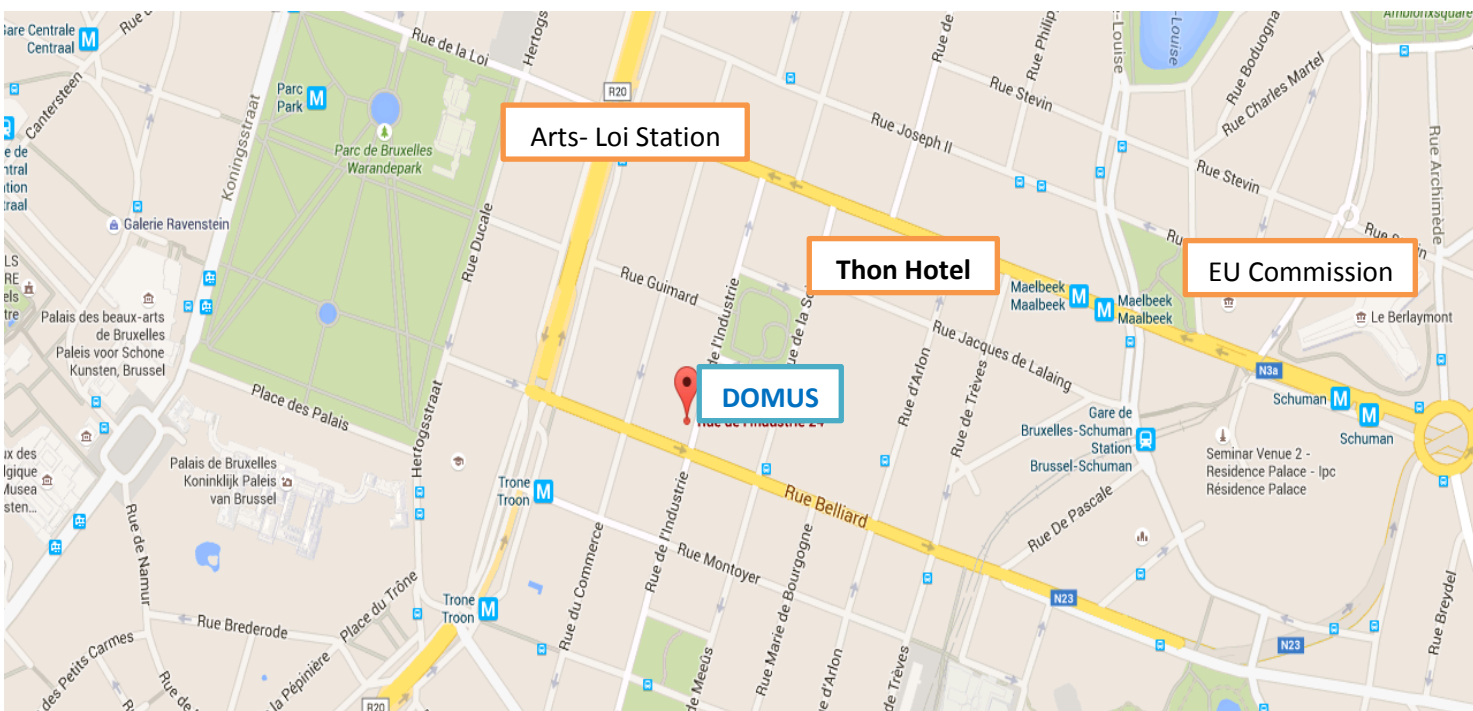 Gare Centrale
Centraal
Rue de la Loi
Hertogs
Koningsstraat
Cantersteen
Parc
Park
M
Parc de Bruxelles
Warandepark
R20
Arts- Loi Station
Rue Joseph II
Rue Stevin
Rue de
Rue Philip
-Louise
-Louise
Rue Boduogna
Rue Charles Martel
Ambiorixsquare
Rue Archimède
Rue Stevin
Galerie Ravenstein
Rue Ducale
Rue Guimard
Rue de l'Industrie
Thon Hotel
EU Commission
Maelbeek
Maalbeek
M
M
Maelbeek
Maalbeek
Le Berlaymont
Palais des beaux-arts
de Bruxelles
Paleis voor Schone
Kunsten, Brussel
Rue Jacques de Lalaing
N3a
DOMUS
Rue de l'Industrie 24
Place des Palais
Hertogsstraat
Rue d'Arlon
Rue de Trèves
Gare de
Bruxelles-Schuman
Station
Brussel-Schuman
Schuman
M
M
Schuman
Seminar Venue 2 -
Residence Palace - Ipc
Résidence Palace
Palais de Bruxelles
Koninklijk Paleis
van Brussel
Trone
Troon
M
Rue Belliard
Rue De Pascale
Rue de Namur
Rue de l'Industrie
Rue Montoyer
Rue du Commerce
Rue Marie de Bourgogne
Place du Trône
Trone
Troon
M
N23
N23
Rue Brederode
Rue Breydel
des Petits Carmes
la Pépinière
Rue de
R20
de Meeûs
d'Arlon
de Trèves